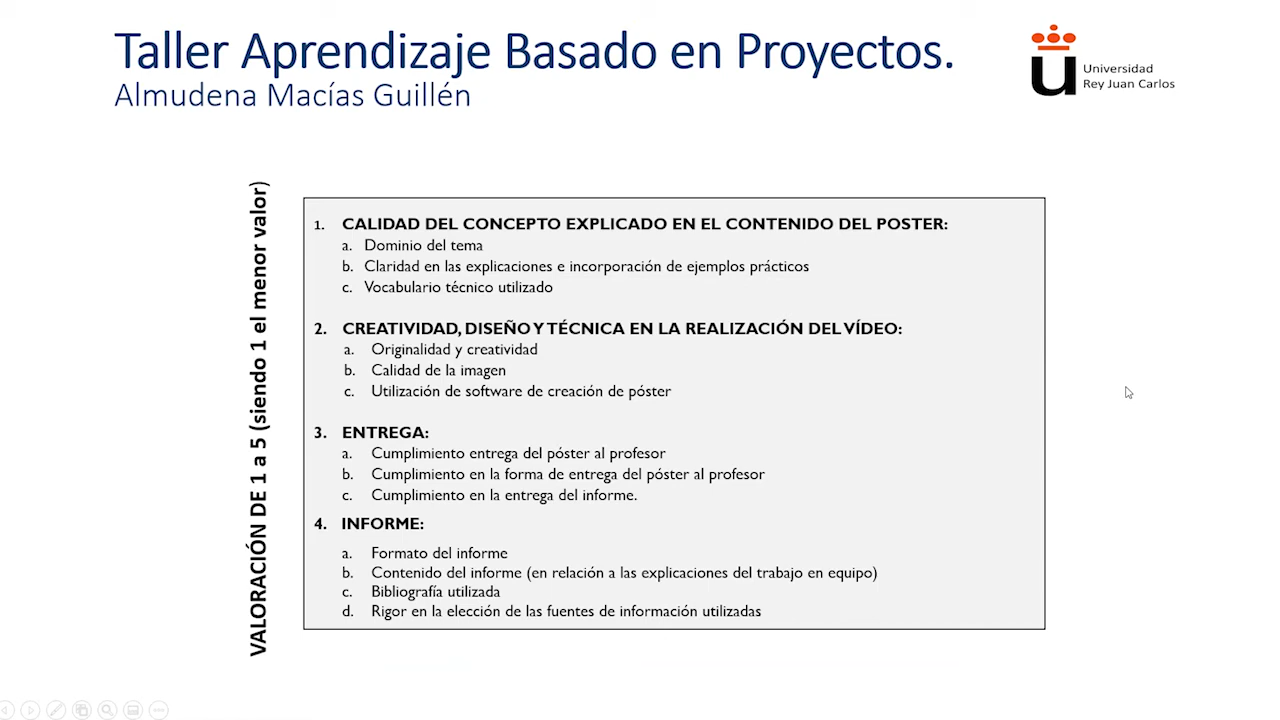 Taller Aprendizaje Basado en Proyectos.
Almudena Macías Guillén
Universidad
Rey Juan Carlos
VALORACIÓN DE 1 a 5 (siendo 1 el menor valor)
1. CALIDAD DEL CONCEPTO EXPLICADO EN EL CONTENIDO DEL POSTER:
a. Dominio del tema
b. Claridad en las explicaciones e incorporación de ejemplos prácticos
c. Vocabulario técnico utilizado
2. CREATIVIDAD, DISEÑO Y TÉCNICA EN LA REALIZACIÓN DEL VÍDEO:
a. Originalidad y creatividad
b. Calidad de la imagen
c. Utilización de software de creación de póster
3. ENTREGA:
a. Cumplimiento entrega del póster al profesor
b. Cumplimiento en la forma de entrega del póster al profesor
c. Cumplimiento en la entrega del informe.
4. INFORME:
a. Formato del informe
b. Contenido del informe (en relación a las explicaciones del trabajo en equipo)
c. Bibliografía utilizada
d. Rigor en la elección de las fuentes de información utilizadas